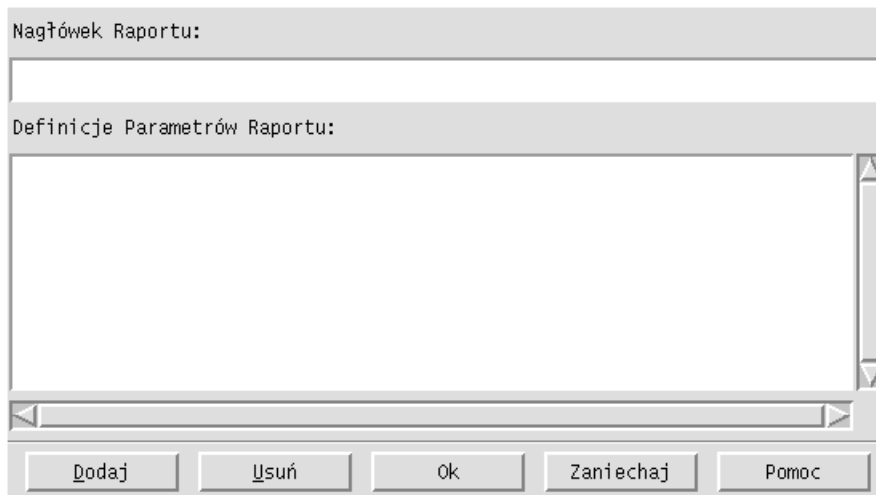 Nagłówek Raportu:
Definicje Parametrów Raportu:
Dodaj Usuń Ok Zaniechaj Pomoc